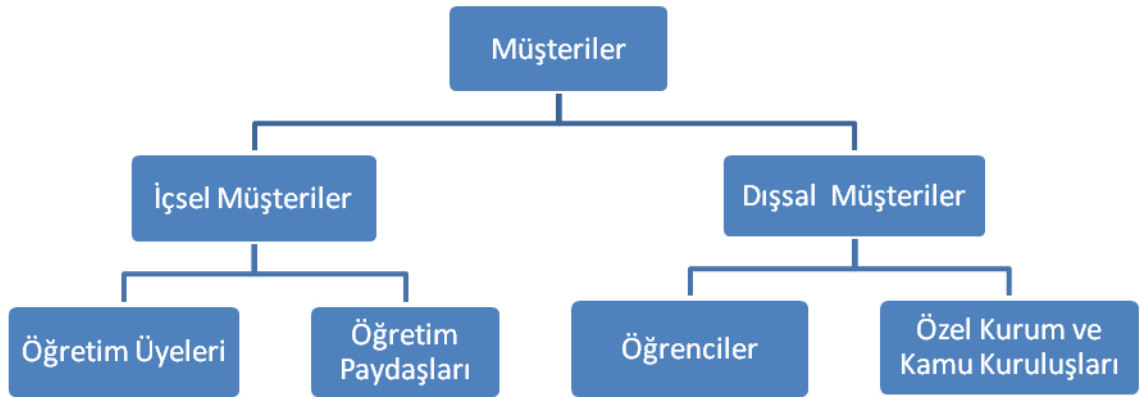 Müşteriler
İçsel Müşteriler
Dışsal Müşteriler
Öğretim Üyeleri
Öğretim
Paydaşları
Öğrenciler
Özel Kurum ve
Kamu Kuruluşları